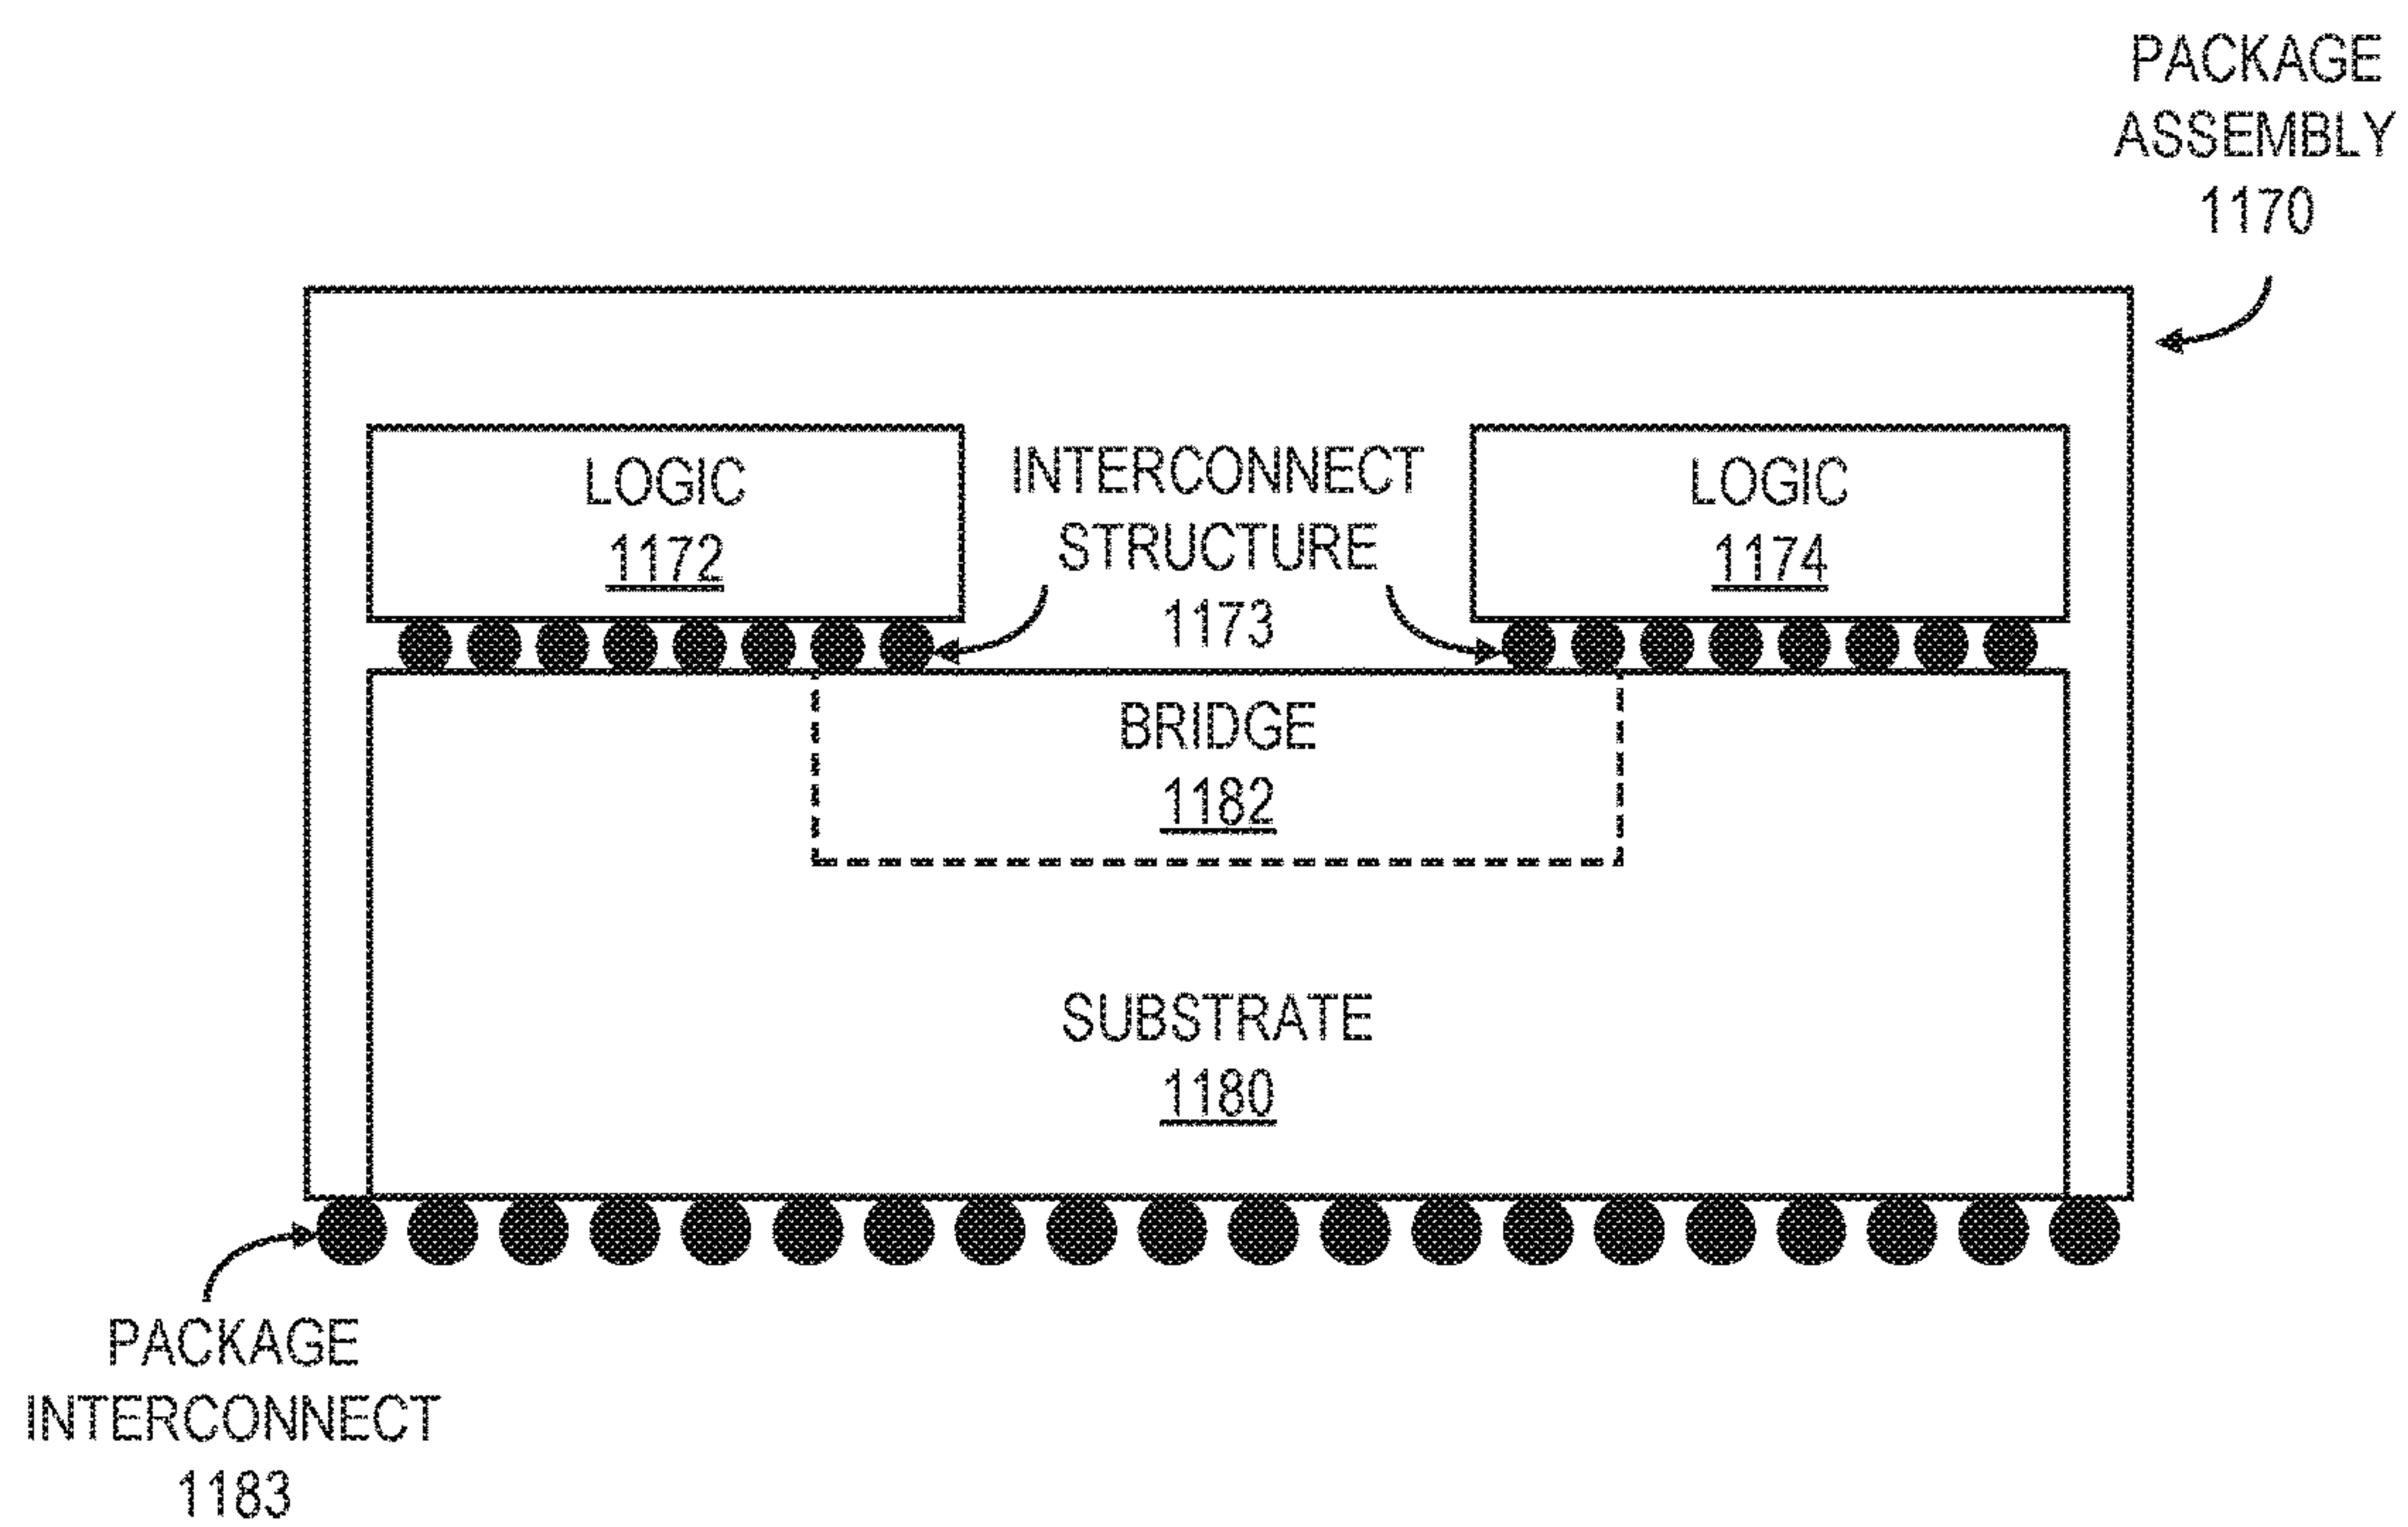 PACKAGE
ASSEMBLY
1170
LOGIC
1172
INTERCONNECT
STRUCTURE
1173
LOGIC
1174
BRIDGE
1182
SUBSTRATE
1180
PACKAGE
INTERCONNECT
1183